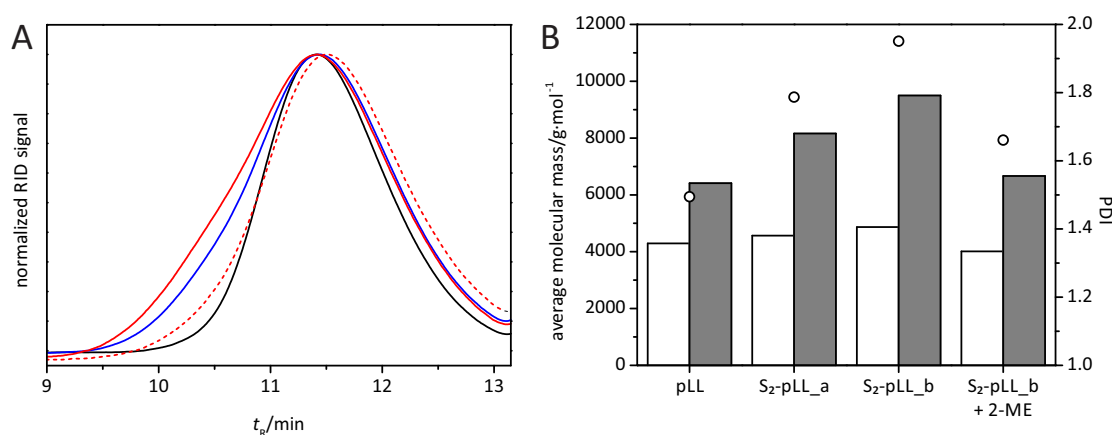 A
normalized RID signal
9
10
11
12
13
tR/min
B
average molecular mass/g·mol⁻¹
12000
10000
8000
6000
4000
2000
0
2.0
1.8
1.6
1.4
1.2
1.0
PDI
pLL
S₂-pLL_a
S₂-pLL_b
S₂-pLL_b
+ 2-ME